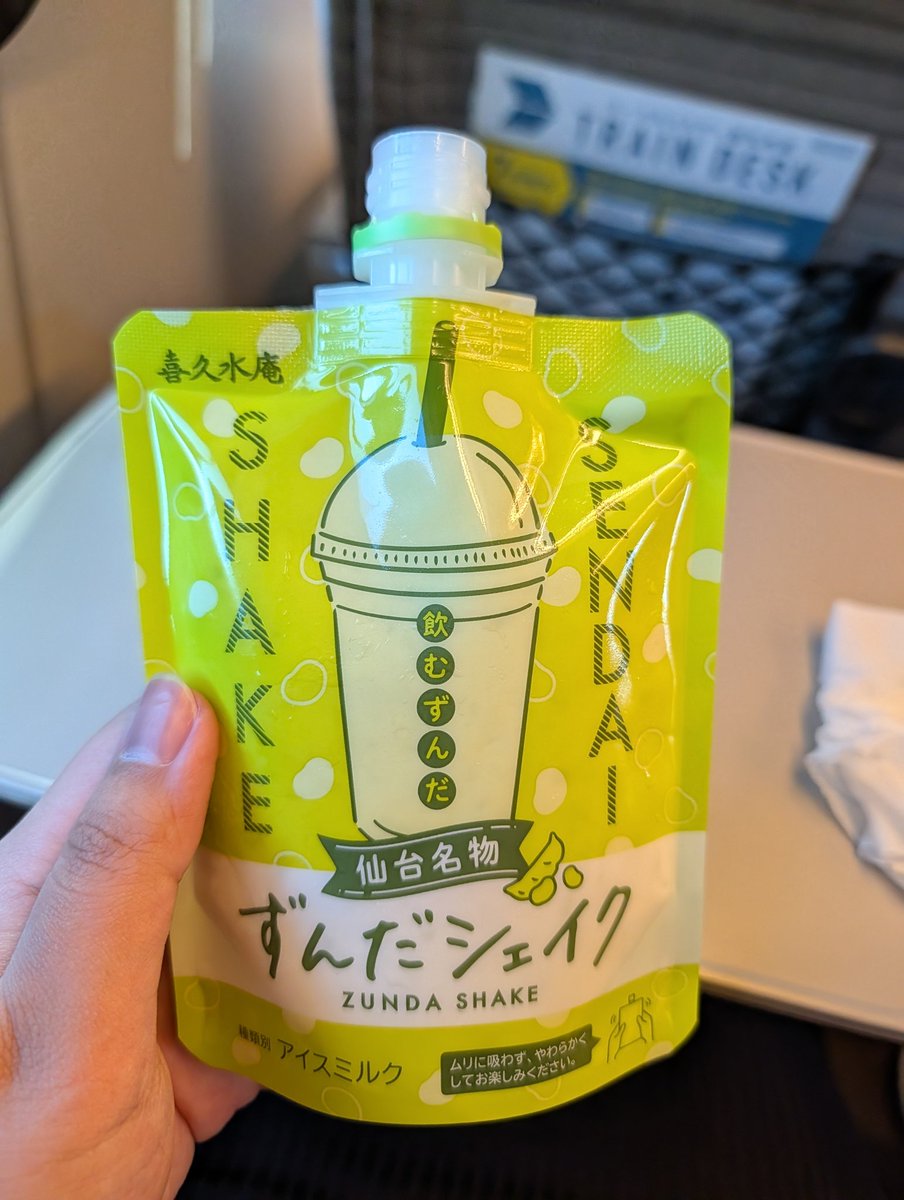 TRAIN DESK
喜久水庵
SHAKE
SENDAI
飲むずんだ
仙台名物
ずんだシェイク
ZUNDA SHAKE
種類別 アイスミルク
ムリに吸わず、やわらかく
してお楽しみください。